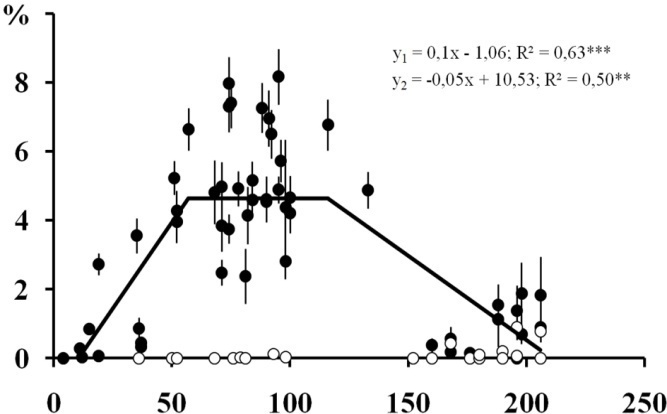 %
y₁ = 0,1x - 1,06; R² = 0,63***
y₂ = -0,05x + 10,53; R² = 0,50**
8
6
4
2
0
0 50 100 150 200 250